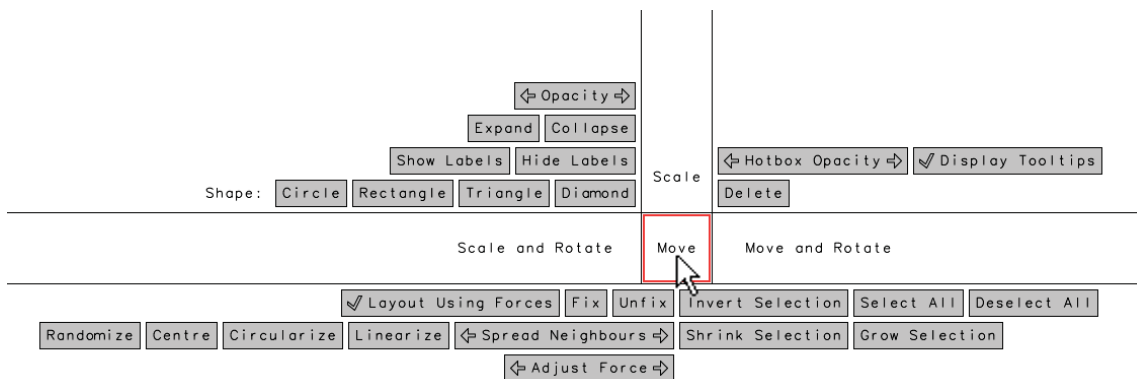 Opacity
Expand Collapse
Show Labels Hide Labels Hotbox Opacity Display Tooltips
Scale
Shape: Circle Rectangle Triangle Diamond Delete
Scale and Rotate Move Move and Rotate
Layout Using Forces Fix Unfix Invert Selection Select All Deselect All
Randomize Centre Circularize Linearize Spread Neighbours Shrink Selection Grow Selection
Adjust Force